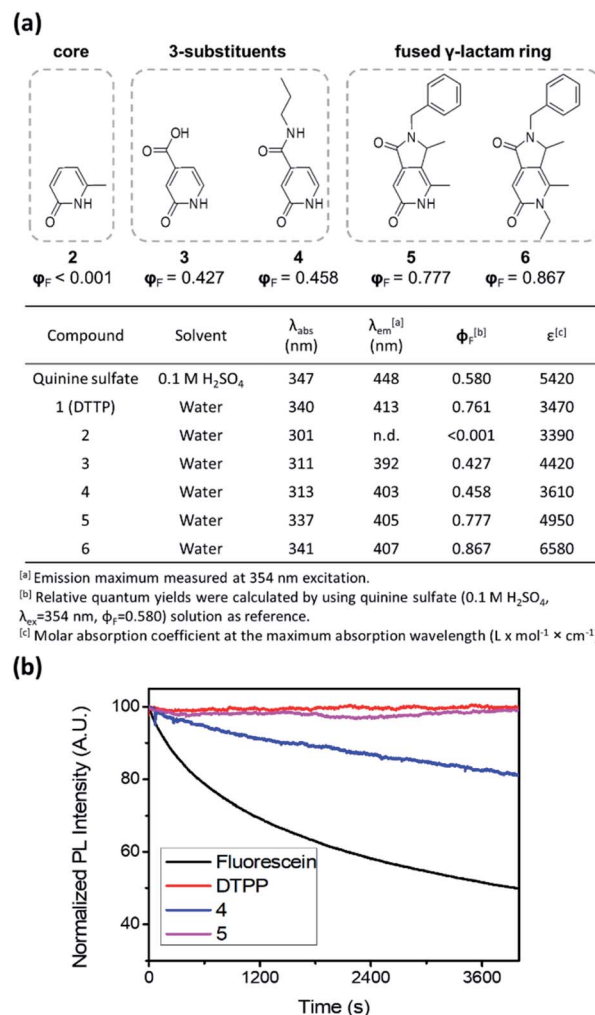 (a)
core 3-substituents fused γ-lactam ring
OH
O
HN
O
N
O
N
O
N
NH
O
NH
O
NH
O
NH
O
N
O
2 3 4 5 6
φF < 0.001 φF = 0.427 φF = 0.458 φF = 0.777 φF = 0.867
Compound Solvent λabs (nm) λem[a] (nm) ϕF[b] ε[c]
Quinine sulfate 0.1 M H2SO4 347 448 0.580 5420
1 (DTTP) Water 340 413 0.761 3470
2 Water 301 n.d. <0.001 3390
3 Water 311 392 0.427 4420
4 Water 313 403 0.458 3610
5 Water 337 405 0.777 4950
6 Water 341 407 0.867 6580
[a] Emission maximum measured at 354 nm excitation.
[b] Relative quantum yields were calculated by using quinine sulfate (0.1 M H2SO4,
λex=354 nm, ϕF=0.580) solution as reference.
[c] Molar absorption coefficient at the maximum absorption wavelength (L x mol-1 × cm-1)
(b)
Normalized PL Intensity (A.U.)
100
80
60
40
Fluorescein
DTPP
4
5
0 1200 2400 3600
Time (s)